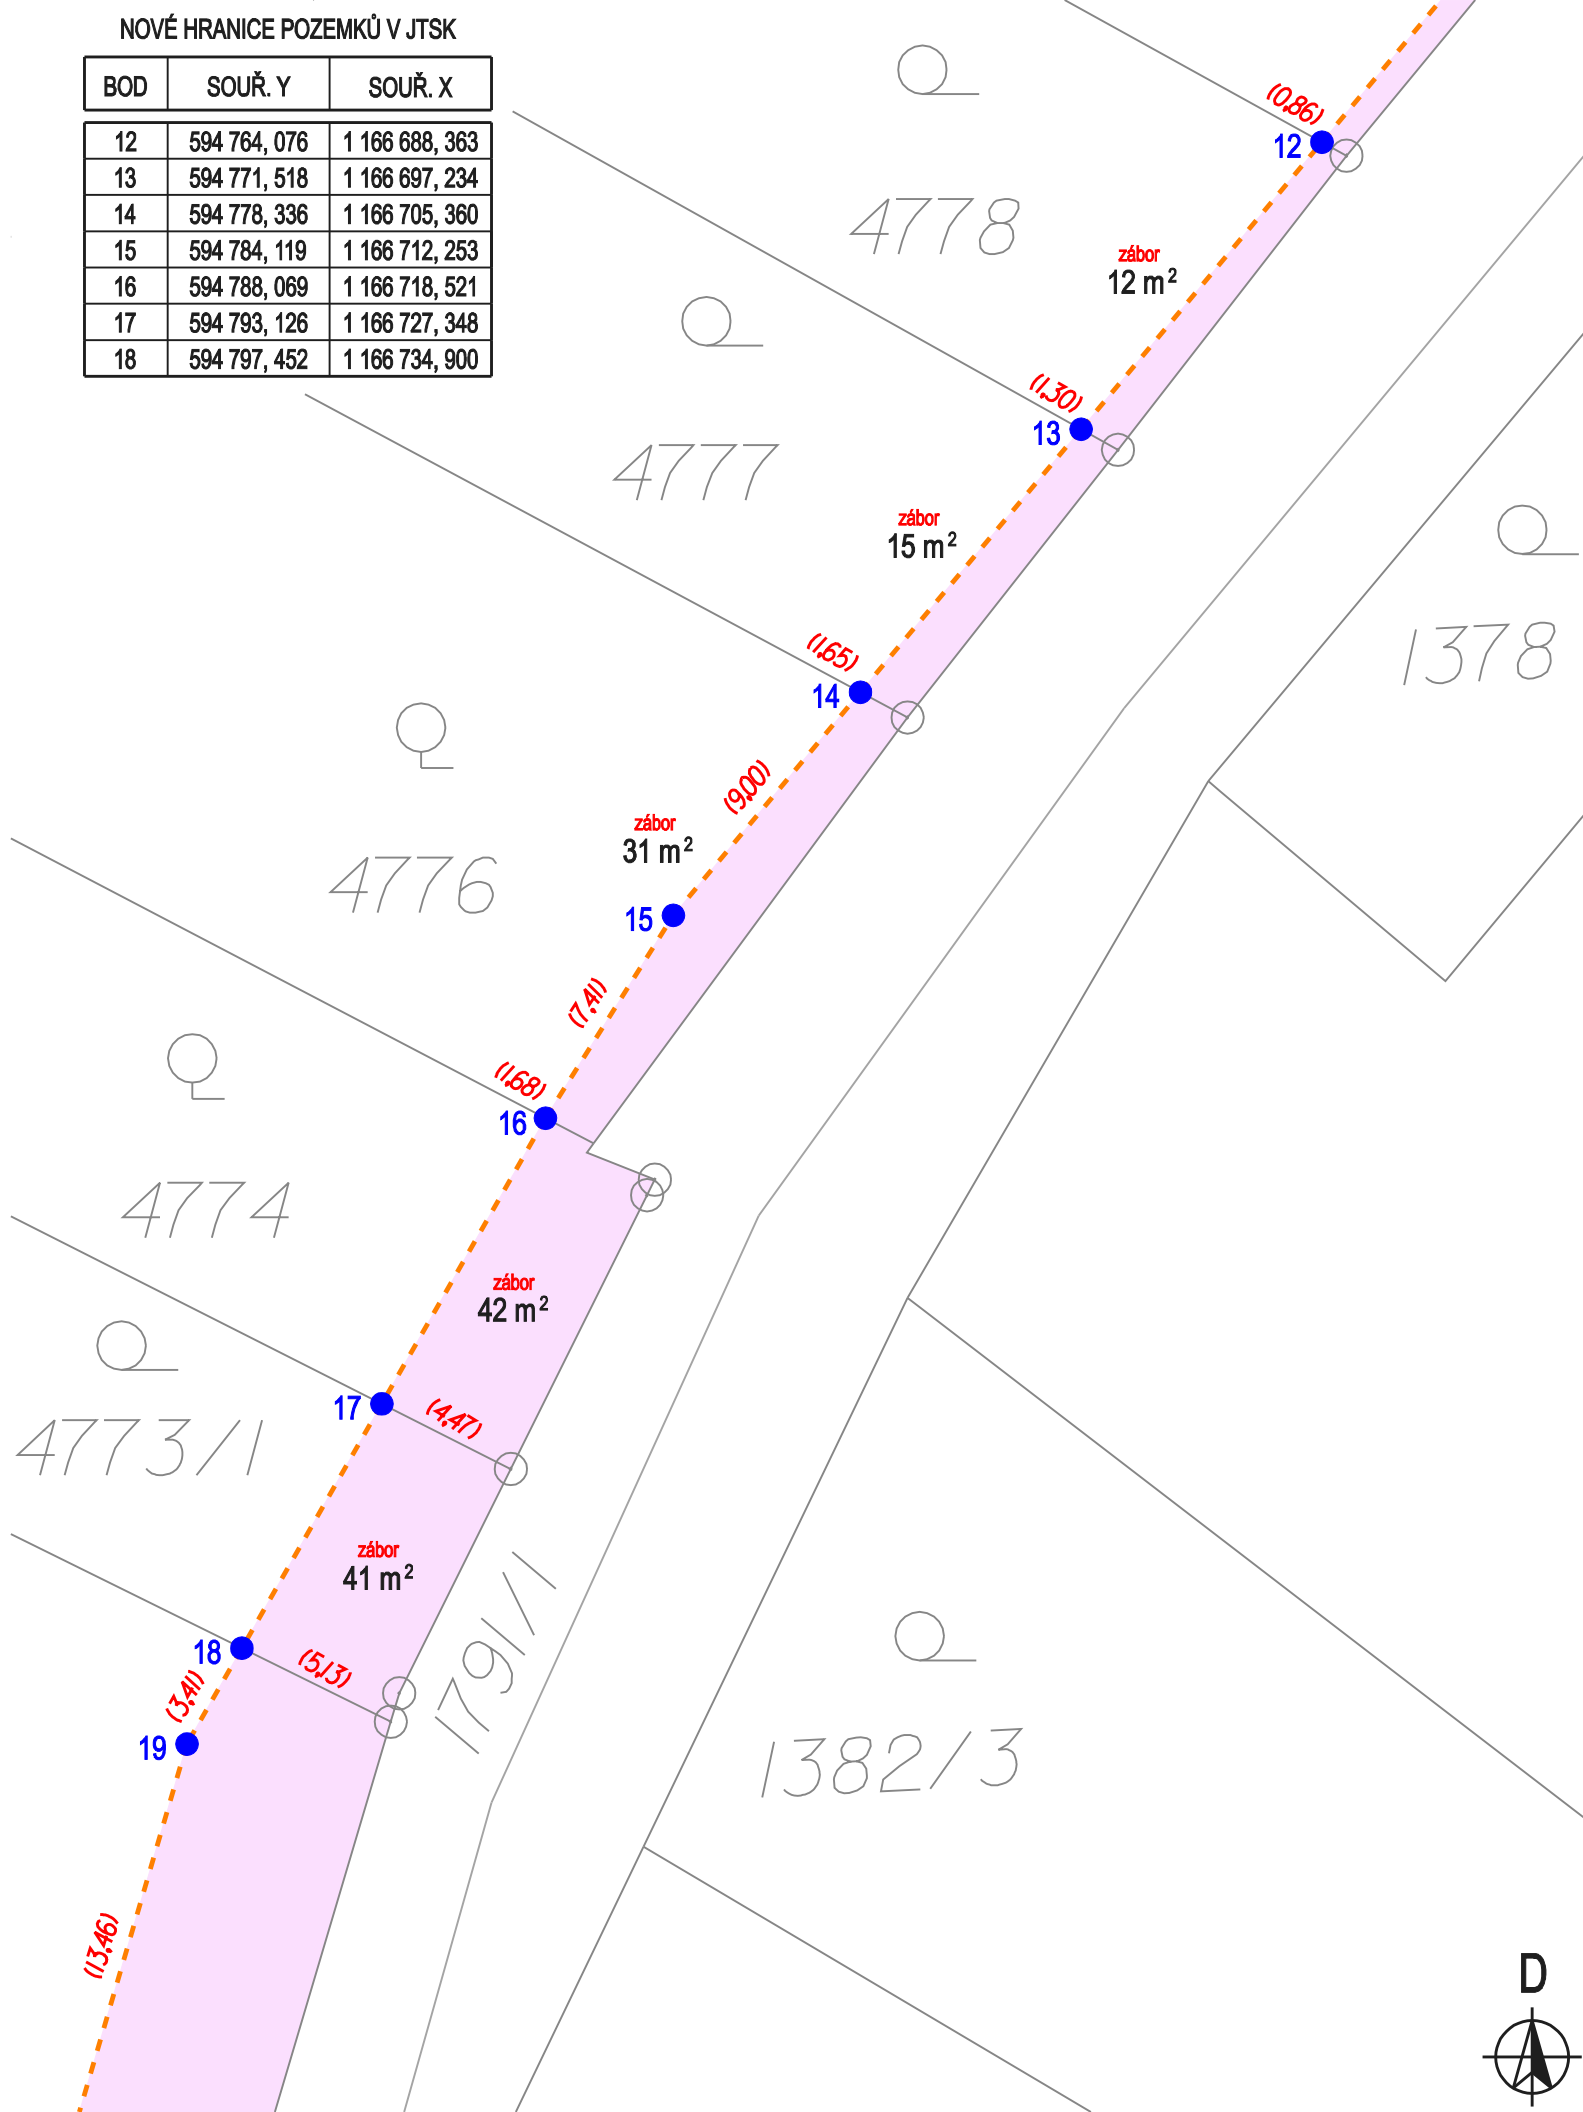 NOVÉ HRANICE POZEMKŮ V JTSK
BOD SOUŘ. Y SOUŘ. X
12 594 764, 076 1 166 688, 363
13 594 771, 518 1 166 697, 234
14 594 778, 336 1 166 705, 360
15 594 784, 119 1 166 712, 253
16 594 788, 069 1 166 718, 521
17 594 793, 126 1 166 727, 348
18 594 797, 452 1 166 734, 900
(0,86)
12
4778
zábor
12 m²
(1,30)
13
4777
zábor
15 m²
1378
(1,65)
14
(9,00)
zábor
31 m²
4776
15
(7,41)
(1,68)
16
4774
zábor
42 m²
17
(4,47)
4773/1
zábor
41 m²
1791/1
18
(5,13)
(3,41)
19
1382/3
(13,46)
D